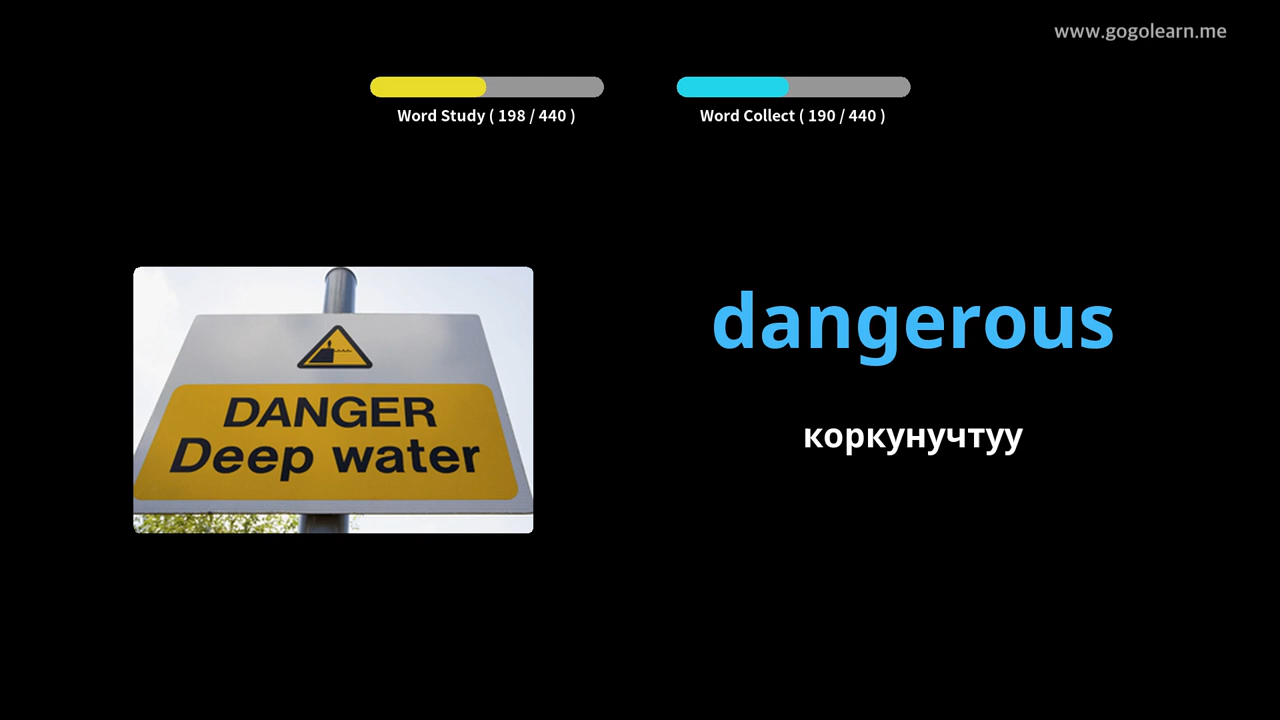 www.gogolearn.me
Word Study ( 198 / 440 )
Word Collect ( 190 / 440 )
DANGER
Deep water
dangerous
коркунучтуу